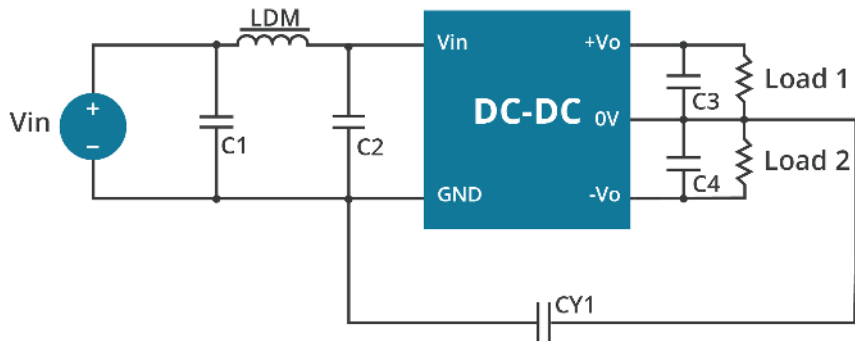 LDM
Vin
+
−
C1
C2
Vin
+Vo
DC-DC
0V
GND
-Vo
C3
Load 1
C4
Load 2
CY1